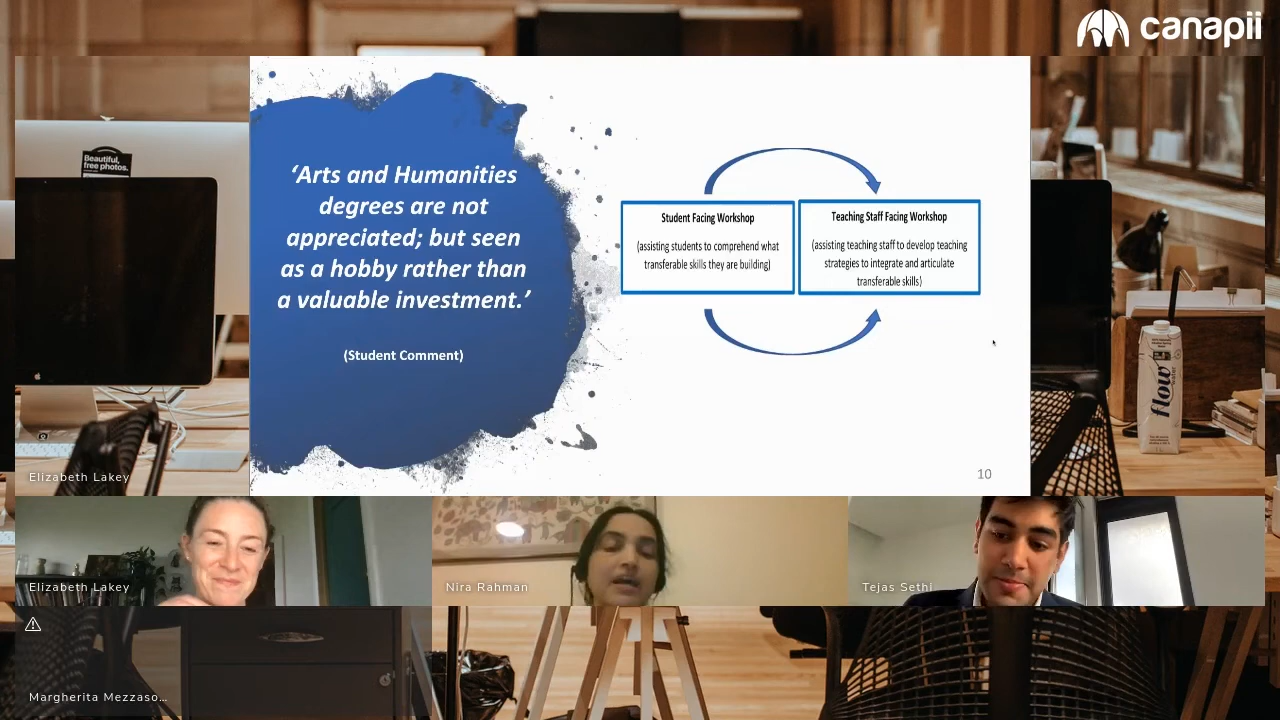 canapii
Beautiful,
free photos.
‘Arts and Humanities
degrees are not
appreciated; but seen
as a hobby rather than
a valuable investment.’
(Student Comment)
Student Facing Workshop
(assisting students to comprehend what
transferable skills they are building)
Teaching Staff Facing Workshop
(assisting teaching staff to develop teaching
strategies to integrate and articulate
transferable skills)
10
flow
Elizabeth Lakey
Elizabeth Lakey
Nira Rahman
Tejas Sethi
Margherita Mezzaso...